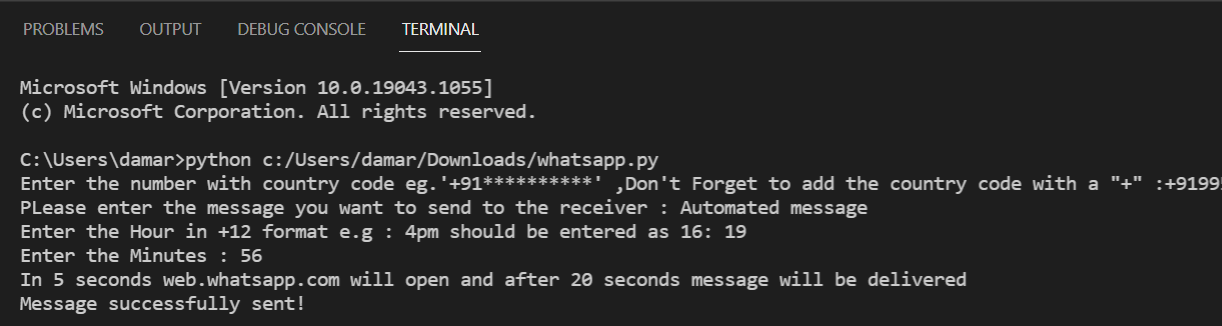 PROBLEMS OUTPUT DEBUG CONSOLE TERMINAL
Microsoft Windows [Version 10.0.19043.1055]
(c) Microsoft Corporation. All rights reserved.
C:\Users\damar>python c:/Users/damar/Downloads/whatsapp.py
Enter the number with country code eg.'+91**********' ,Don't Forget to add the country code with a "+" :+9199
PLease enter the message you want to send to the receiver : Automated message
Enter the Hour in +12 format e.g : 4pm should be entered as 16: 19
Enter the Minutes : 56
In 5 seconds web.whatsapp.com will open and after 20 seconds message will be delivered
Message successfully sent!